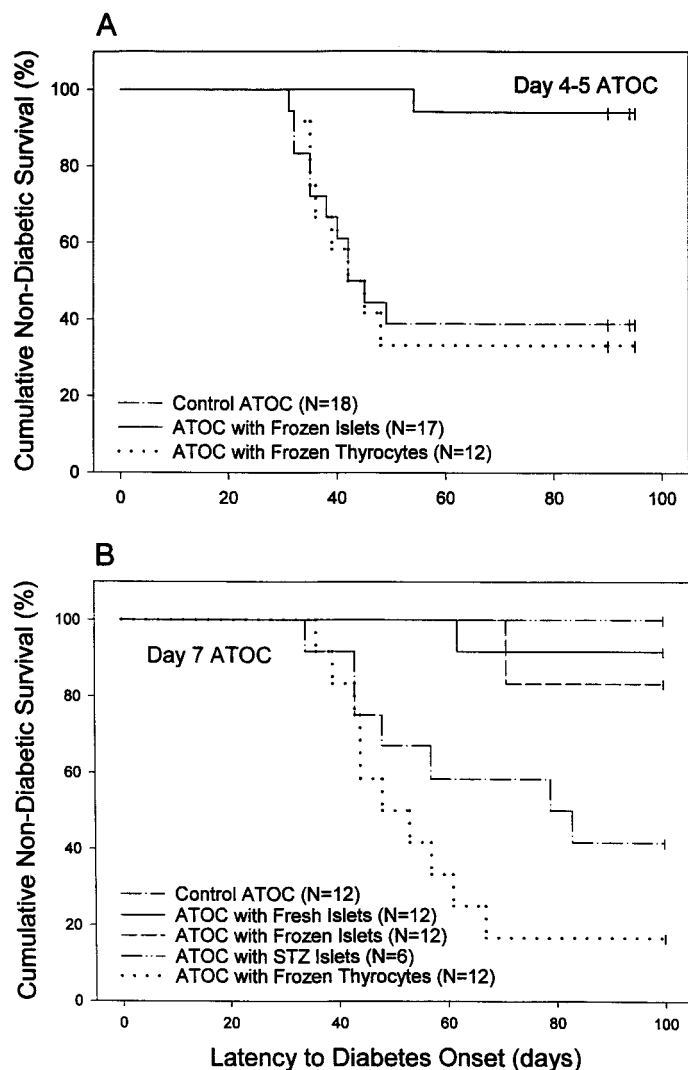 A
Cumulative Non-Diabetic Survival (%)
Day 4-5 ATOC
100
80
60
40
20
0
Control ATOC (N=18)
ATOC with Frozen Islets (N=17)
ATOC with Frozen Thyrocytes (N=12)
0 20 40 60 80 100
B
Cumulative Non-Diabetic Survival (%)
Day 7 ATOC
100
80
60
40
20
0
Control ATOC (N=12)
ATOC with Fresh Islets (N=12)
ATOC with Frozen Islets (N=12)
ATOC with STZ Islets (N=6)
ATOC with Frozen Thyrocytes (N=12)
0 20 40 60 80 100
Latency to Diabetes Onset (days)